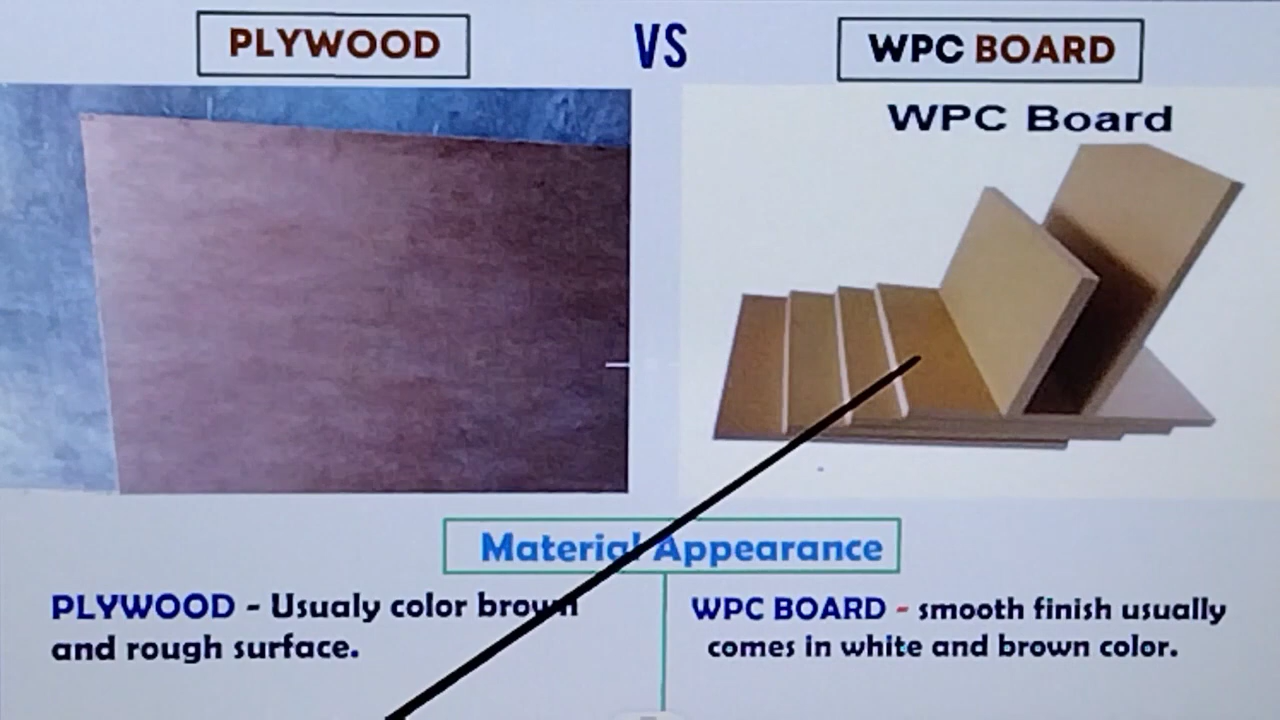 PLYWOOD VS WPC BOARD
WPC Board
Material Appearance
PLYWOOD - Usualy color brown
and rough surface.
WPC BOARD - smooth finish usually
comes in white and brown color.